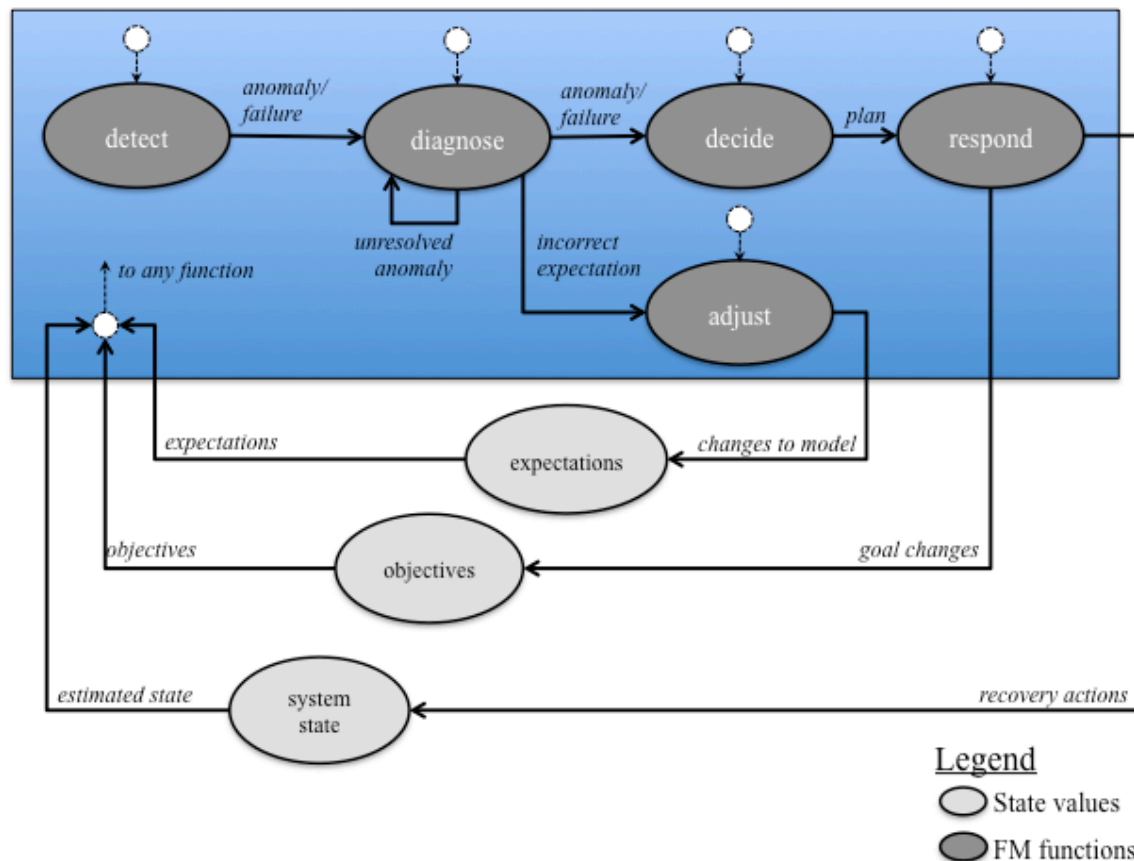 anomaly/
failure
anomaly/
failure
plan
detect
diagnose
decide
respond
unresolved
anomaly
incorrect
expectation
to any function
adjust
expectations
expectations
changes to model
objectives
objectives
goal changes
estimated state
system
state
recovery actions
Legend
State values
FM functions